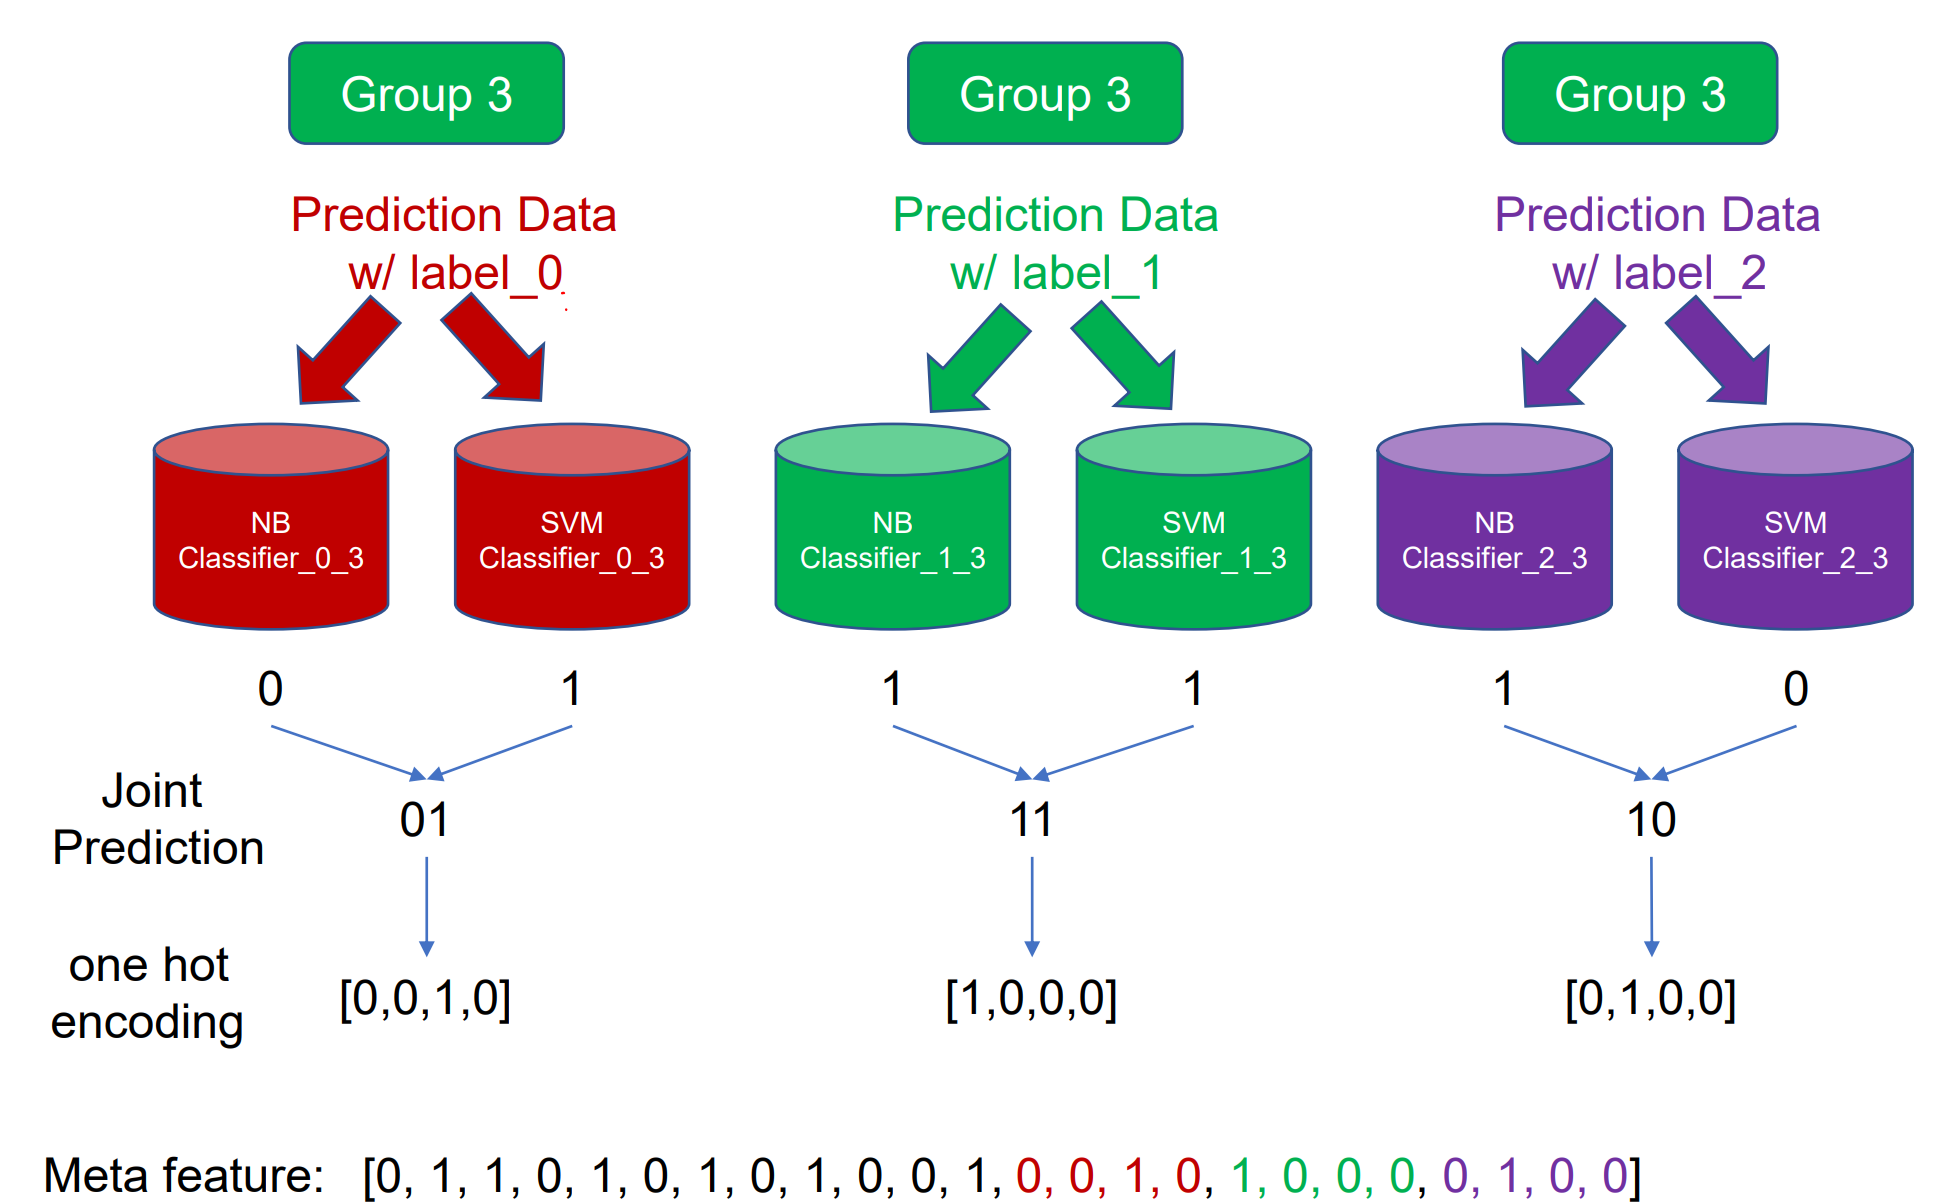 Group 3
Group 3
Group 3
Prediction Data
w/ label_0
Prediction Data
w/ label_1
Prediction Data
w/ label_2
NB
Classifier_0_3
SVM
Classifier_0_3
NB
Classifier_1_3
SVM
Classifier_1_3
NB
Classifier_2_3
SVM
Classifier_2_3
0
1
1
1
1
0
Joint
Prediction
01
11
10
one hot
encoding
[0,0,1,0]
[1,0,0,0]
[0,1,0,0]
Meta feature: [0, 1, 1, 0, 1, 0, 1, 0, 1, 0, 0, 1, 0, 0, 1, 0, 1, 0, 0, 0, 0, 1, 0, 0]